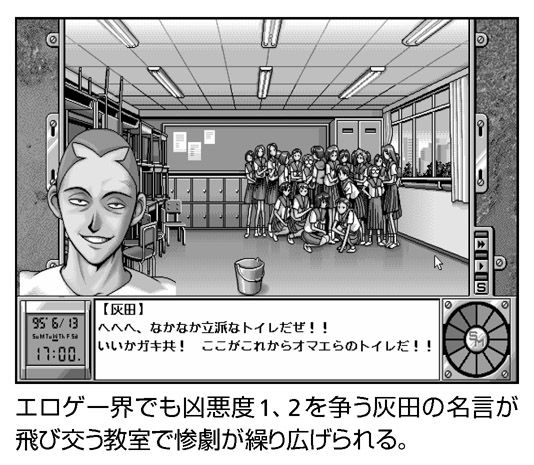 95' 6/13
Su M Tu W Th F Sa
17:00.
【灰田】
へへへ、なかなか立派なトイレだぜ！！
いいかガキ共！　ここがこれからオマエらのトイレだ！！
S
S/M
エロゲー界でも凶悪度1、2を争う灰田の名言が
飛び交う教室で惨劇が繰り広げられる。